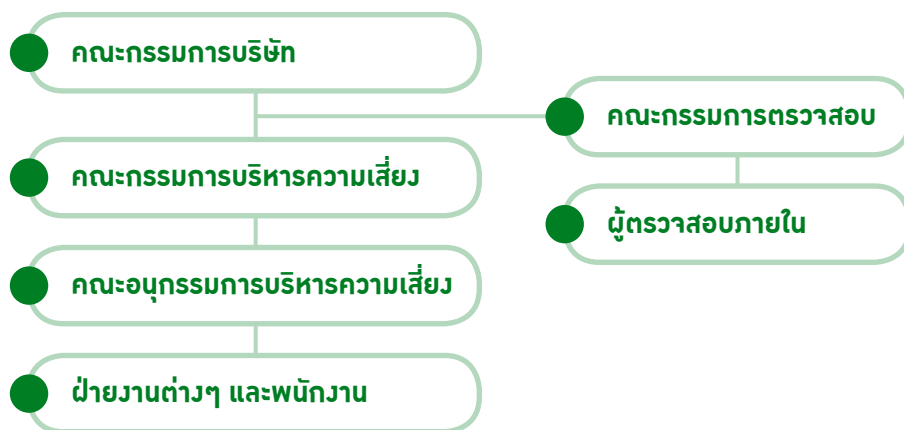 คณะกรรมการบริษัท
คณะกรรมการตรวจสอบ
คณะกรรมการบริหารความเสี่ยง
ผู้ตรวจสอบภายใน
คณะอนุกรรมการบริหารความเสี่ยง
ฝ่ายงานต่างๆ และพนักงาน